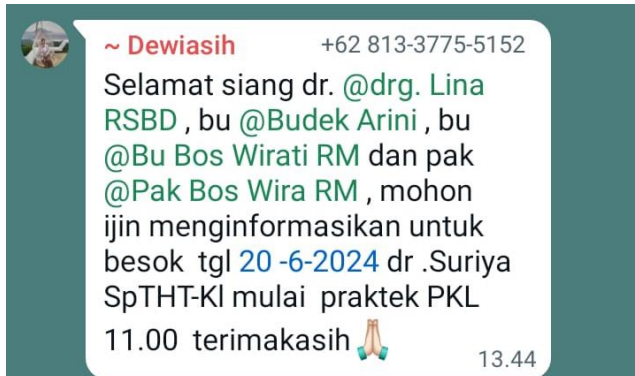 ~ Dewiasih +62 813-3775-5152
Selamat siang dr. @drg. Lina
RSBD , bu @Budek Arini , bu
@Bu Bos Wirati RM dan pak
@Pak Bos Wira RM , mohon
ijin menginformasikan untuk
besok tgl 20 -6-2024 dr .Suriya
SpTHT-Kl mulai praktek PKL
11.00 terimakasih 🙏🏻
13.44